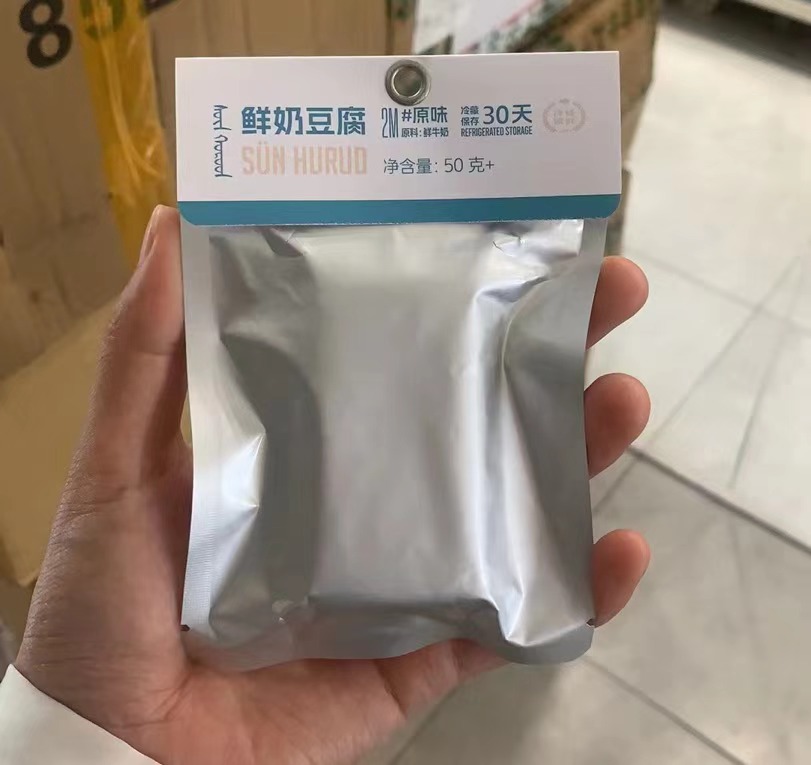 鲜奶豆腐
SÜN HURUD
2M
#原味
原料:鲜牛奶
净含量: 50 克+
冷藏
保存 30天
REFRIGERATED STORAGE